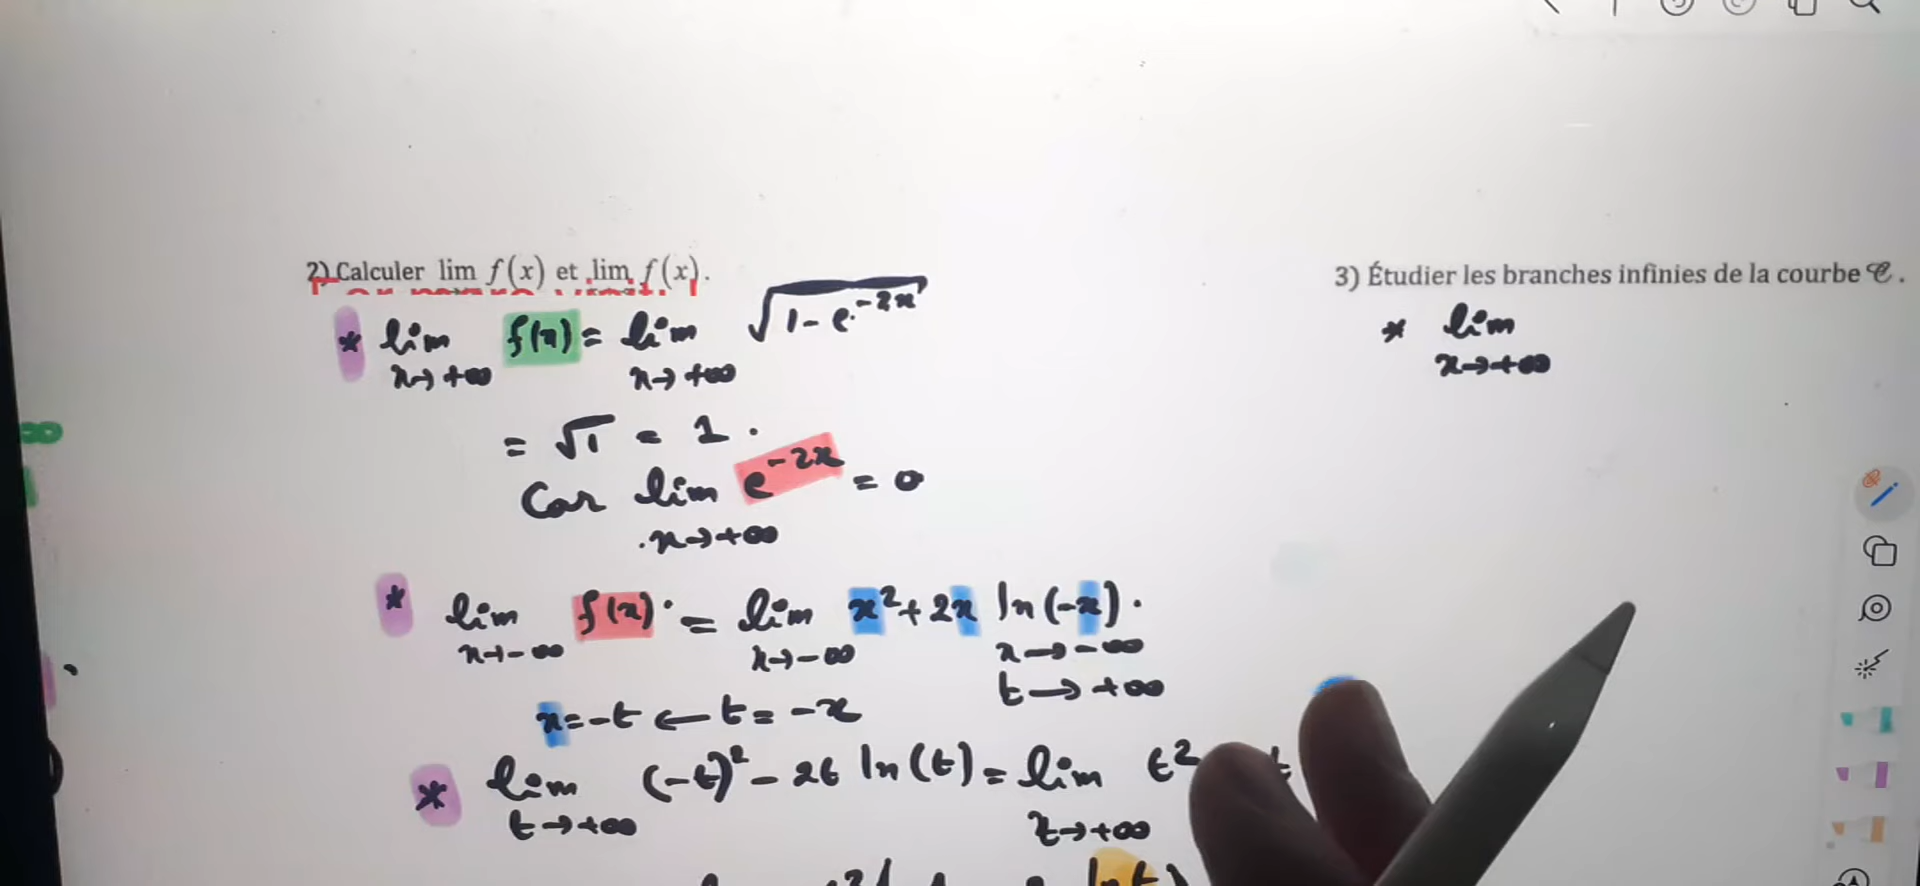 2) Calculer lim f(x) et lim f(x).
* lim f(x) = lim √(1-e^-2x)
x→+∞ x→+∞
= √1 = 1.
Car lim e^-2x = 0
x→+∞
* lim f(x) = lim x²+2x ln(-x).
x→-∞ x→-∞ x→-∞
t→+∞
x=-t ← t=-x
* lim (-t)²-2t ln(t) = lim t²
t→+∞ t→+∞
3) Étudier les branches infinies de la courbe 𝒞.
* lim
x→+∞